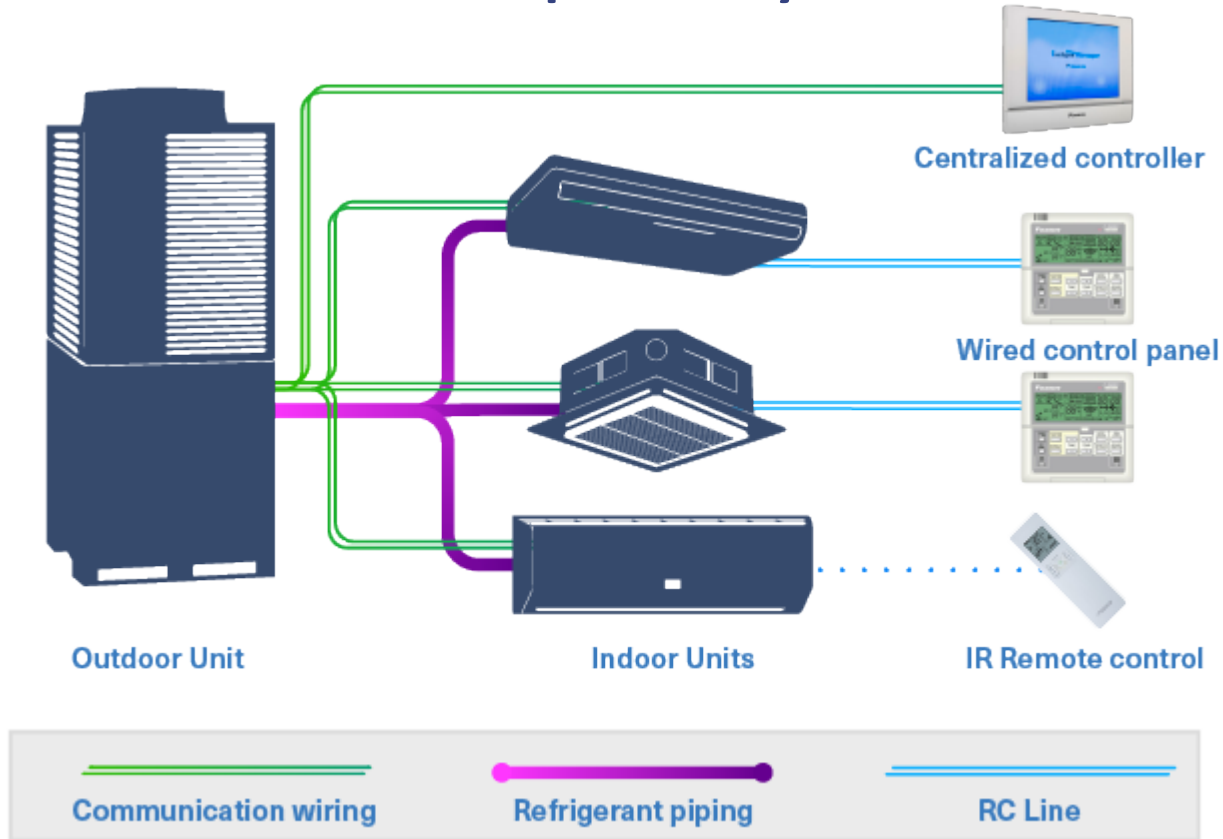 Centralized controller
Wired control panel
Outdoor Unit
Indoor Units
IR Remote control
Communication wiring
Refrigerant piping
RC Line